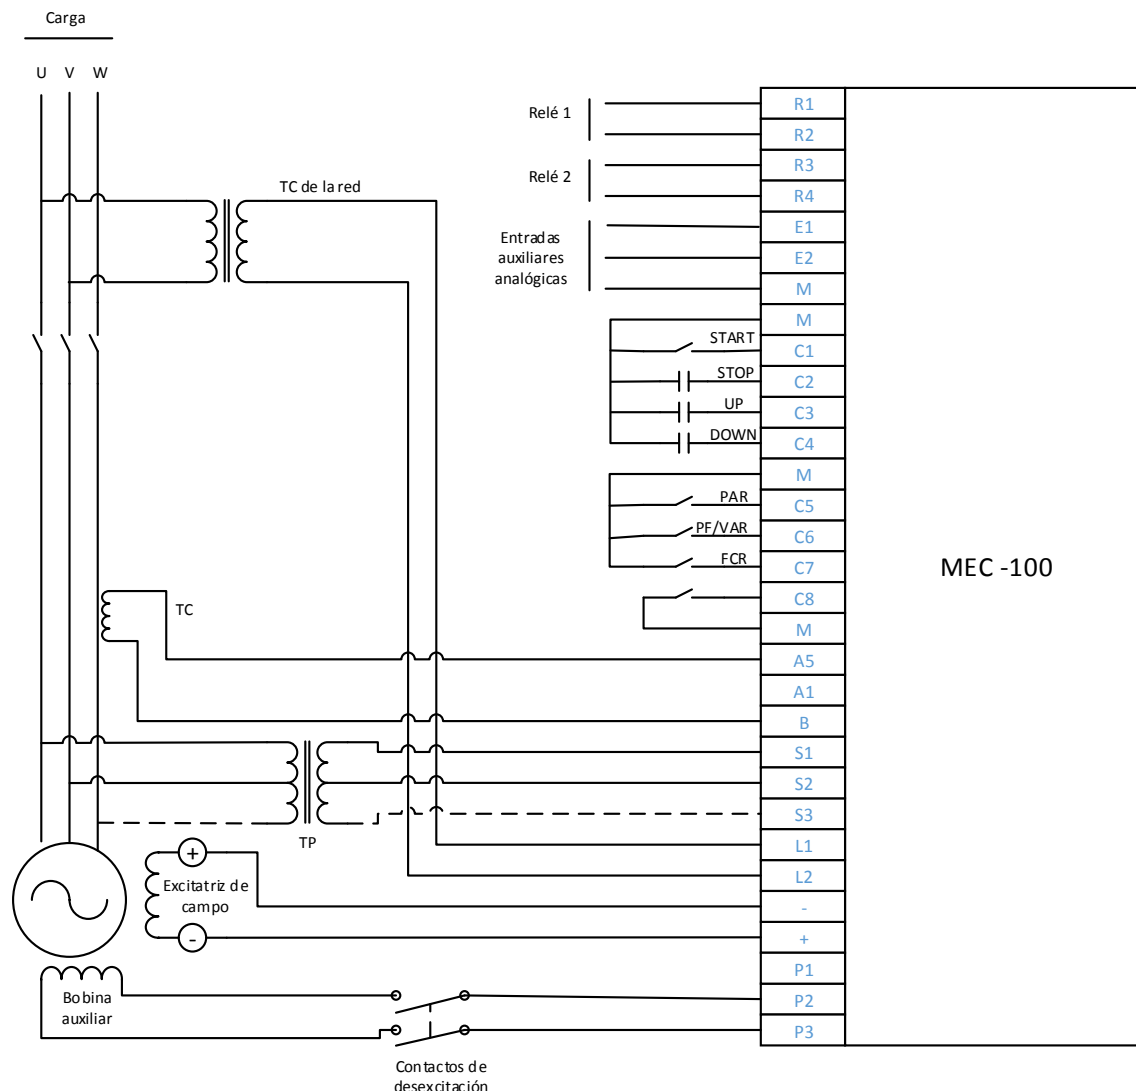 Carga
U V W
TC de la red
Relé 1
Relé 2
Entradas
auxiliares
analógicas
START
STOP
UP
DOWN
PAR
PF/VAR
FCR
TC
TP
+
Excitatriz de
campo
-
Bobina
auxiliar
Contactos de
desexcitación
R1
R2
R3
R4
E1
E2
M
M
C1
C2
C3
C4
M
C5
C6
C7
C8
M
A5
A1
B
S1
S2
S3
L1
L2
-
+
P1
P2
P3
MEC -100